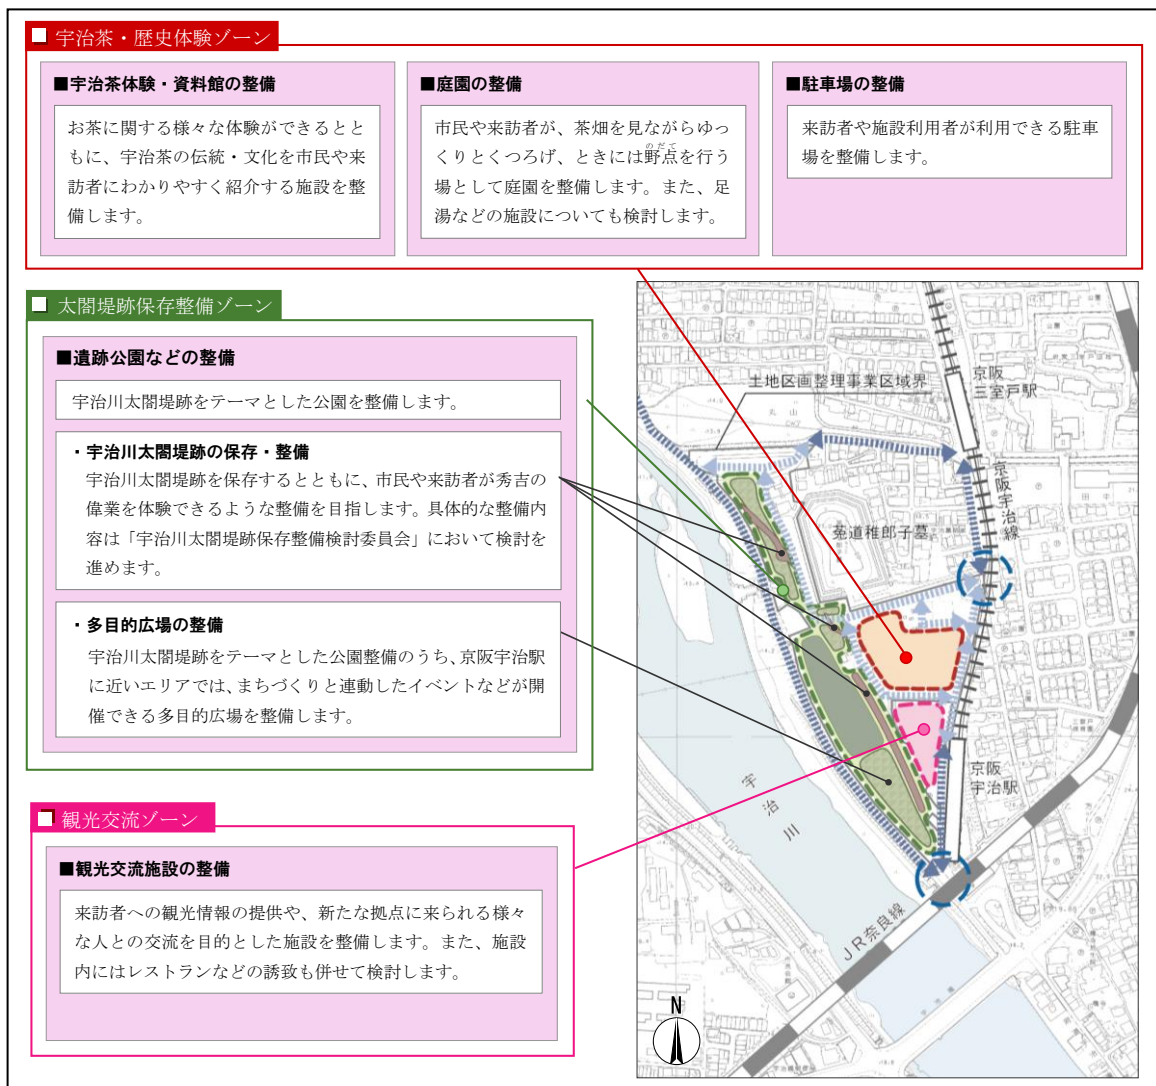 宇治茶・歴史体験ゾーン
■宇治茶体験・資料館の整備
お茶に関する様々な体験ができるとと
もに、宇治茶の伝統・文化を市民や来
訪者にわかりやすく紹介する施設を整
備します。
■庭園の整備
市民や来訪者が、茶畑を見ながらゆっ
くりとくつろげ、ときには野点を行う
のだて
場として庭園を整備します。また、足
湯などの施設についても検討します。
■駐車場の整備
来訪者や施設利用者が利用できる駐車
場を整備します。
太閤堤跡保存整備ゾーン
■遺跡公園などの整備
宇治川太閤堤跡をテーマとした公園を整備します。
・宇治川太閤堤跡の保存・整備
宇治川太閤堤跡を保存するとともに、市民や来訪者が秀吉の
偉業を体験できるような整備を目指します。具体的な整備内
容は「宇治川太閤堤跡保存整備検討委員会」において検討を
進めます。
・多目的広場の整備
宇治川太閤堤跡をテーマとした公園整備のうち、京阪宇治駅
に近いエリアでは、まちづくりと連動したイベントなどが開
催できる多目的広場を整備します。
観光交流ゾーン
■観光交流施設の整備
来訪者への観光情報の提供や、新たな拠点に来られる様々
な人との交流を目的とした施設を整備します。また、施設
内にはレストランなどの誘致も併せて検討します。
京阪
三室戸駅
土地区画整理事業区域界
丸山
京阪宇治線
莵道稚郎子墓
京阪
宇治駅
宇治川
JR奈良線
N